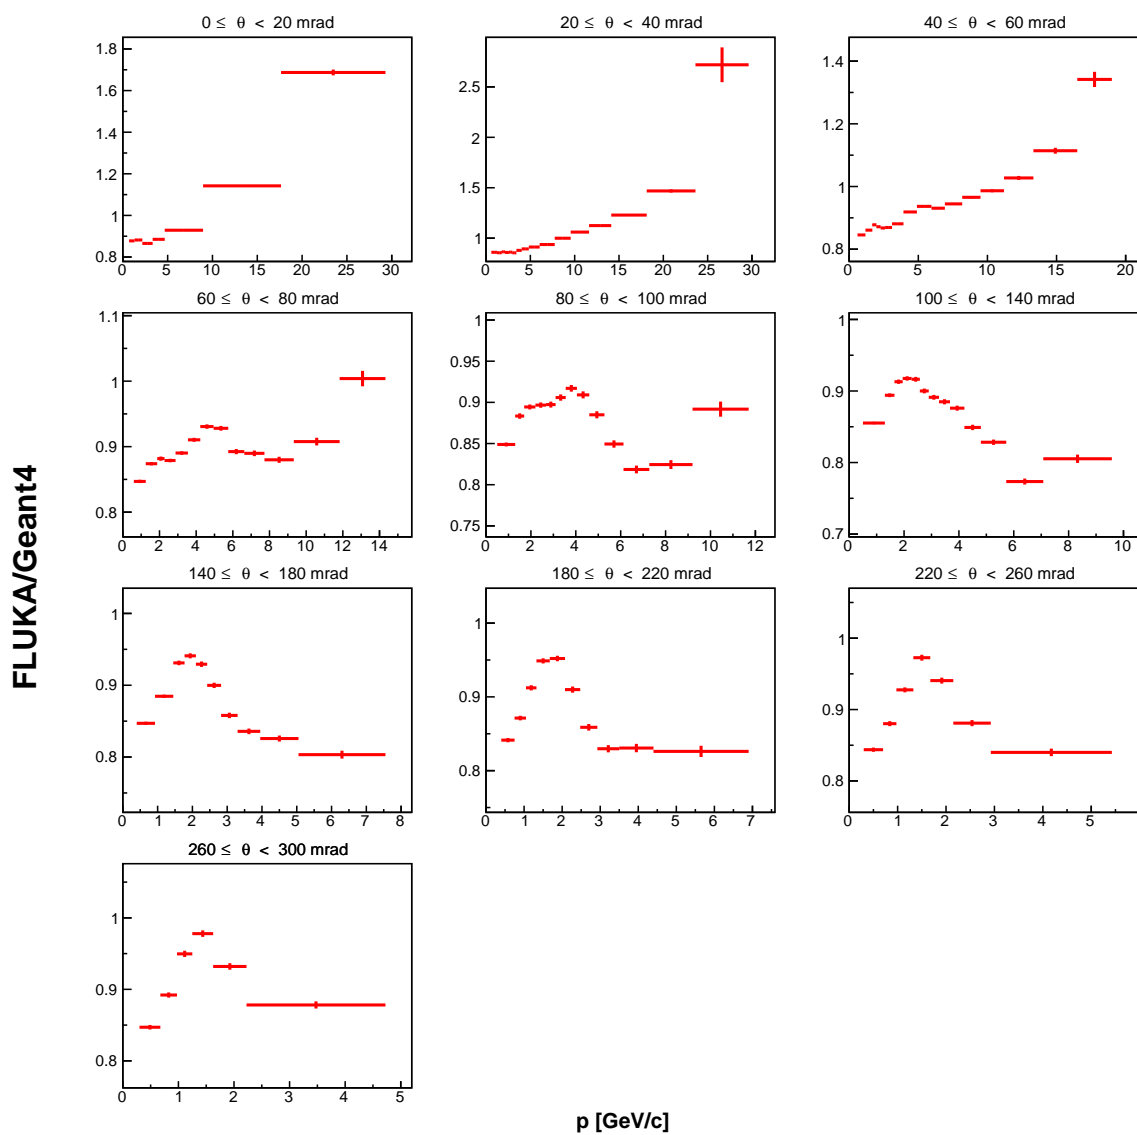 0 ≤ θ < 20 mrad
20 ≤ θ < 40 mrad
40 ≤ θ < 60 mrad
1.8
1.6
1.4
1.2
1
0.8
0 5 10 15 20 25 30
2.5
2
1.5
1
0 5 10 15 20 25 30
1.4
1.2
1
0.8
0 5 10 15 20
60 ≤ θ < 80 mrad
80 ≤ θ < 100 mrad
100 ≤ θ < 140 mrad
1.1
1
0.9
0.8
0 2 4 6 8 10 12 14
1
0.95
0.9
0.85
0.8
0.75
0 2 4 6 8 10 12
1
0.9
0.8
0.7
0 2 4 6 8 10
140 ≤ θ < 180 mrad
180 ≤ θ < 220 mrad
220 ≤ θ < 260 mrad
1
0.9
0.8
0 1 2 3 4 5 6 7 8
1
0.9
0.8
0 1 2 3 4 5 6 7
1
0.9
0.8
0 1 2 3 4 5
260 ≤ θ < 300 mrad
1
0.9
0.8
0 1 2 3 4 5
FLUKA/Geant4
p [GeV/c]